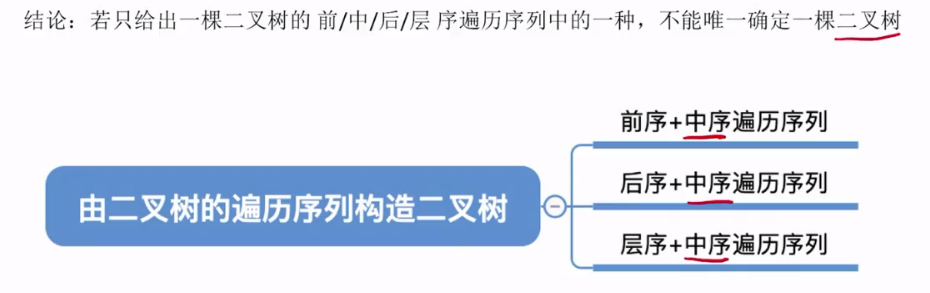 结论：若只给出一棵二叉树的 前/中/后/层 序遍历序列中的一种，不能唯一确定一棵二叉树
前序+中序遍历序列
后序+中序遍历序列
由二叉树的遍历序列构造二叉树
层序+中序遍历序列